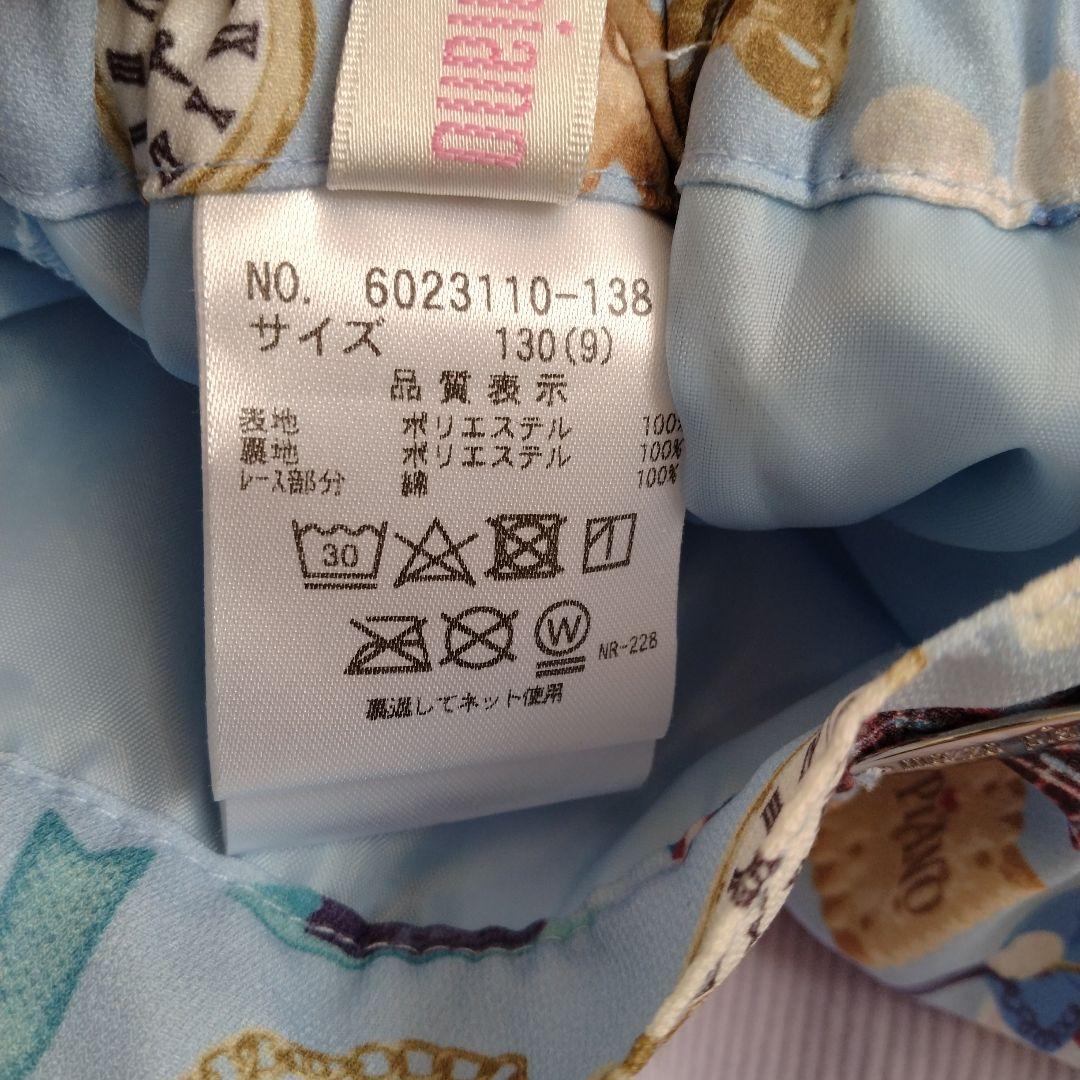 NO. 6023110-138
サイズ 130(9)
品質表示
表地 ポリエステル 100%
裏地 ポリエステル 100%
レース部分 綿 100%
30
W
NR-228
裏返してネット使用
PIANO